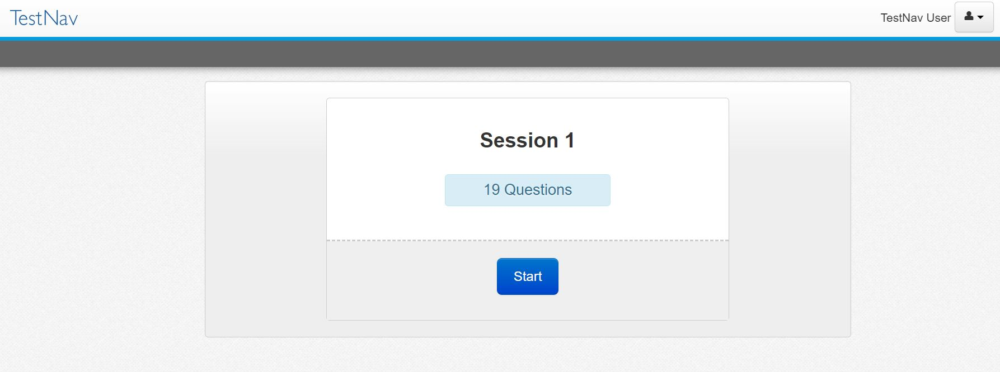 TestNav
TestNav User
Session 1
19 Questions
Start